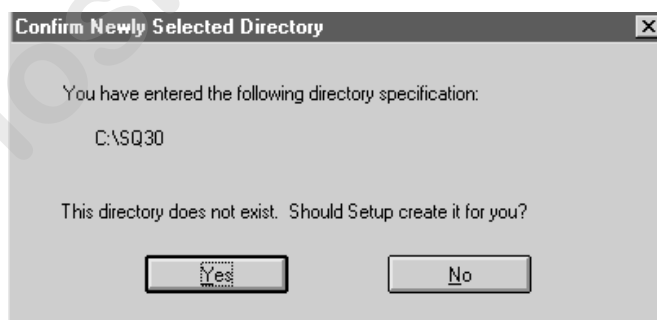 Confirm Newly Selected Directory
You have entered the following directory specification:
C:\SQ30
This directory does not exist. Should Setup create it for you?
Yes No